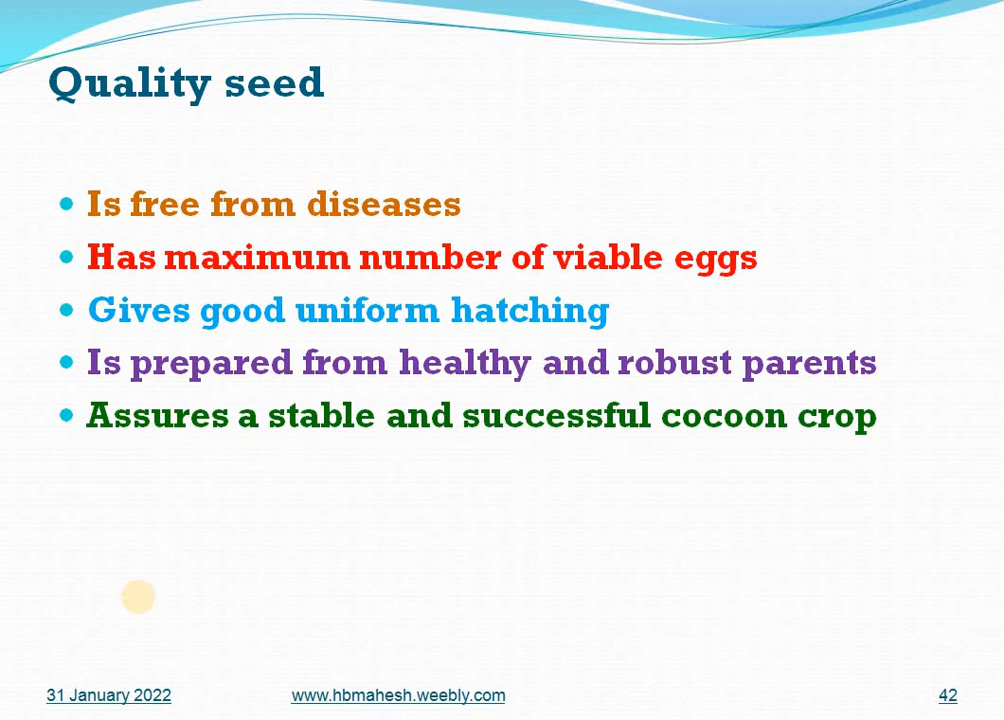 Quality seed
Is free from diseases
Has maximum number of viable eggs
Gives good uniform hatching
Is prepared from healthy and robust parents
Assures a stable and successful cocoon crop
31 January 2022
www.hbmahesh.weebly.com
42